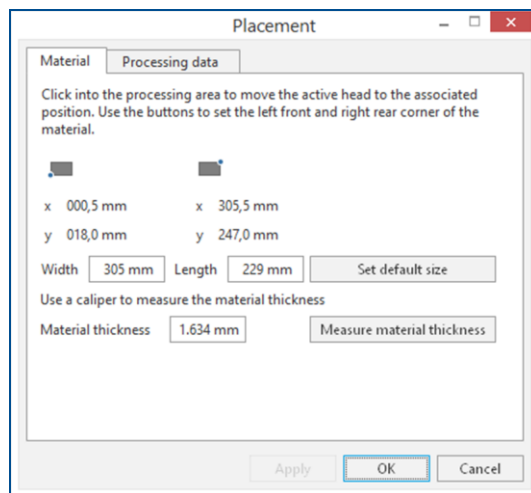 Placement
Material Processing data
Click into the processing area to move the active head to the associated
position. Use the buttons to set the left front and right rear corner of the
material.
x 000,5 mm x 305,5 mm
y 018,0 mm y 247,0 mm
Width 305 mm Length 229 mm Set default size
Use a caliper to measure the material thickness
Material thickness 1.634 mm Measure material thickness
Apply OK Cancel